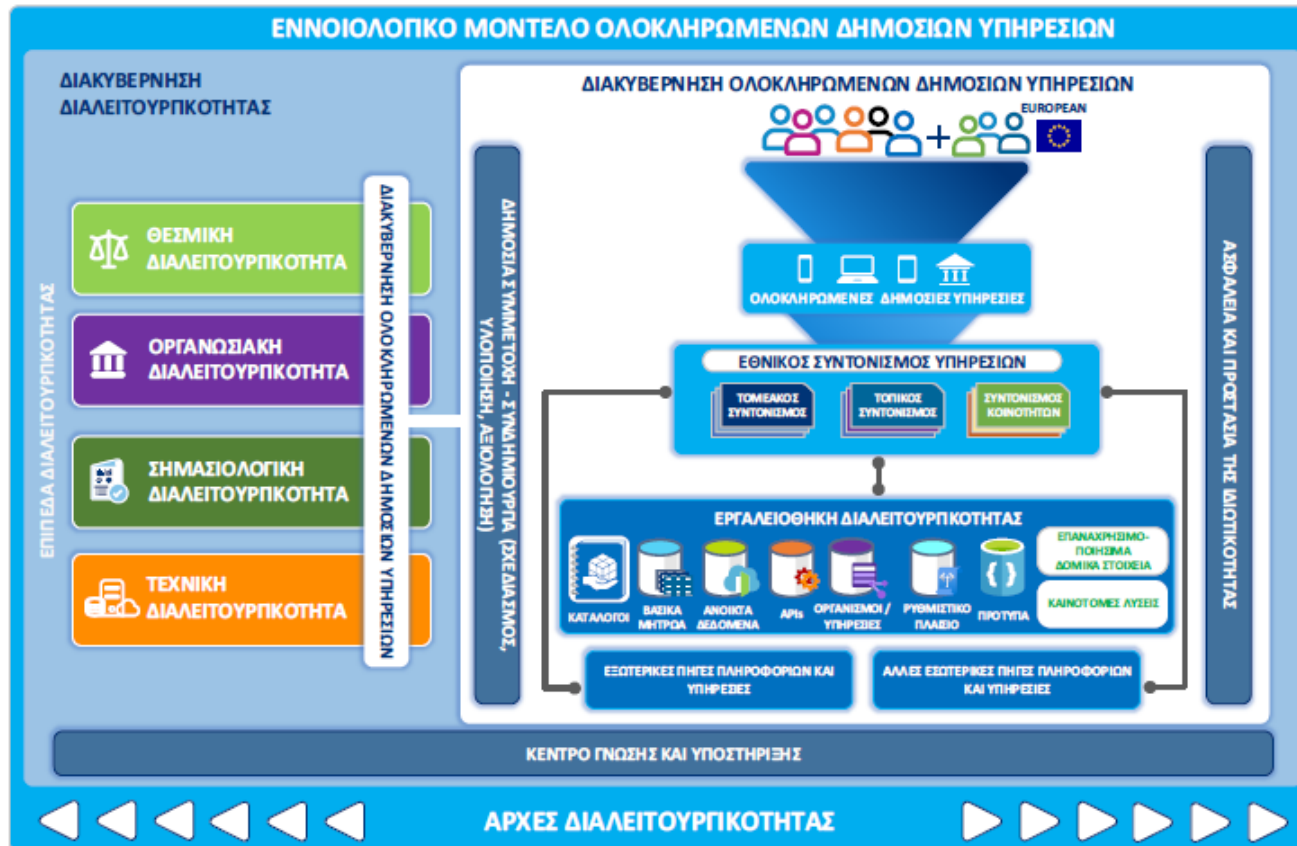 ΕΝΝΟΙΟΛΟΓΙΚΟ ΜΟΝΤΕΛΟ ΟΛΟΚΛΗΡΩΜΕΝΩΝ ΔΗΜΟΣΙΩΝ ΥΠΗΡΕΣΙΩΝ
ΔΙΑΚΥΒΕΡΝΗΣΗ
ΔΙΑΛΕΙΤΟΥΡΓΙΚΟΤΗΤΑΣ
ΕΠΙΠΕΔΑ ΔΙΑΛΕΙΤΟΥΡΓΙΚΟΤΗΤΑΣ
ΘΕΣΜΙΚΗ
ΔΙΑΛΕΙΤΟΥΡΓΙΚΟΤΗΤΑ
ΟΡΓΑΝΩΣΙΑΚΗ
ΔΙΑΛΕΙΤΟΥΡΓΙΚΟΤΗΤΑ
ΣΗΜΑΣΙΟΛΟΓΙΚΗ
ΔΙΑΛΕΙΤΟΥΡΓΙΚΟΤΗΤΑ
ΤΕΧΝΙΚΗ
ΔΙΑΛΕΙΤΟΥΡΓΙΚΟΤΗΤΑ
ΔΙΑΚΥΒΕΡΝΗΣΗ ΟΛΟΚΛΗΡΩΜΕΝΩΝ ΔΗΜΟΣΙΩΝ ΥΠΗΡΕΣΙΩΝ
ΔΙΑΚΥΒΕΡΝΗΣΗ ΟΛΟΚΛΗΡΩΜΕΝΩΝ ΔΗΜΟΣΙΩΝ ΥΠΗΡΕΣΙΩΝ
EUROPEAN
+
ΔΗΜΟΣΙΑ ΣΥΜΜΕΤΟΧΗ - ΣΥΝΔΗΜΙΟΥΡΓΙΑ (ΣΧΕΔΙΑΣΜΟΣ,
ΥΛΟΠΟΙΗΣΗ, ΑΞΙΟΛΟΓΗΣΗ)
ΟΛΟΚΛΗΡΩΜΕΝΕΣ ΔΗΜΟΣΙΕΣ ΥΠΗΡΕΣΙΕΣ
ΕΘΝΙΚΟΣ ΣΥΝΤΟΝΙΣΜΟΣ ΥΠΗΡΕΣΙΩΝ
ΤΟΜΕΑΚΟΣ
ΣΥΝΤΟΝΙΣΜΟΣ
ΤΟΠΙΚΟΣ
ΣΥΝΤΟΝΙΣΜΟΣ
ΣΥΝΤΟΝΙΣΜΟΣ
ΚΟΙΝΟΤΗΤΩΝ
ΕΡΓΑΛΕΙΟΘΗΚΗ ΔΙΑΛΕΙΤΟΥΡΓΙΚΟΤΗΤΑΣ
ΚΑΤΑΛΟΓΟΙ
ΒΑΣΙΚΑ
ΜΗΤΡΩΑ
ΑΝΟΙΚΤΑ
ΔΕΔΟΜΕΝΑ
APIs
ΟΡΓΑΝΙΣΜΟΙ /
ΥΠΗΡΕΣΙΕΣ
ΡΥΘΜΙΣΤΙΚΟ
ΠΛΑΙΣΙΟ
{ }
ΠΡΟΤΥΠΑ
ΕΠΑΝΑΧΡΗΣΙΜΟ-
ΠΟΙΗΣΙΜΑ
ΔΟΜΙΚΑ ΣΤΟΙΧΕΙΑ
ΚΑΙΝΟΤΟΜΕΣ ΛΥΣΕΙΣ
ΕΞΩΤΕΡΙΚΕΣ ΠΗΓΕΣ ΠΛΗΡΟΦΟΡΙΩΝ ΚΑΙ
ΥΠΗΡΕΣΙΕΣ
ΑΛΛΕΣ ΕΣΩΤΕΡΙΚΕΣ ΠΗΓΕΣ ΠΛΗΡΟΦΟΡΙΩΝ
ΚΑΙ ΥΠΗΡΕΣΙΕΣ
ΑΣΦΑΛΕΙΑ ΚΑΙ ΠΡΟΣΤΑΣΙΑ ΤΗΣ ΙΔΙΩΤΙΚΟΤΗΤΑΣ
ΚΕΝΤΡΟ ΓΝΩΣΗΣ ΚΑΙ ΥΠΟΣΤΗΡΙΞΗΣ
ΑΡΧΕΣ ΔΙΑΛΕΙΤΟΥΡΓΙΚΟΤΗΤΑΣ